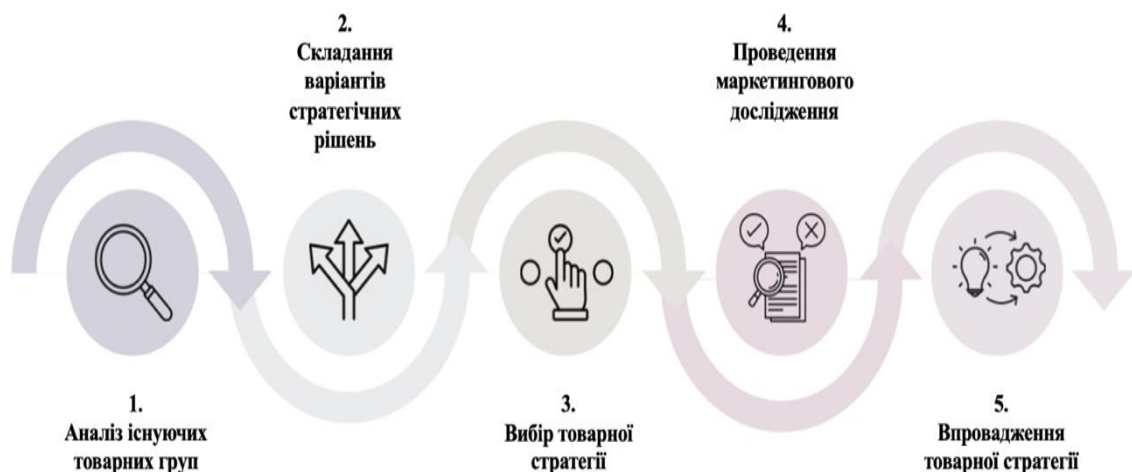 1.
Аналіз існуючих
товарних груп
2.
Складання
варіантів
стратегічних
рішень
3.
Вибір товарної
стратегії
4.
Проведення
маркетингового
дослідження
5.
Впровадження
товарної стратегії